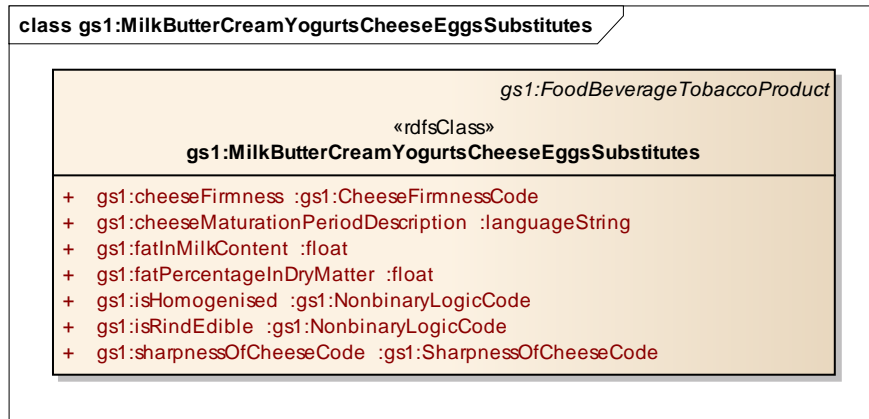 class gs1:MilkButterCreamYogurtsCheeseEggsSubstitutes
gs1:FoodBeverageTobaccoProduct
«rdfsClass»
gs1:MilkButterCreamYogurtsCheeseEggsSubstitutes
+ gs1:cheeseFirmness :gs1:CheeseFirmnessCode
+ gs1:cheeseMaturationPeriodDescription :languageString
+ gs1:fatInMilkContent :float
+ gs1:fatPercentageInDryMatter :float
+ gs1:isHomogenised :gs1:NonbinaryLogicCode
+ gs1:isRindEdible :gs1:NonbinaryLogicCode
+ gs1:sharpnessOfCheeseCode :gs1:SharpnessOfCheeseCode